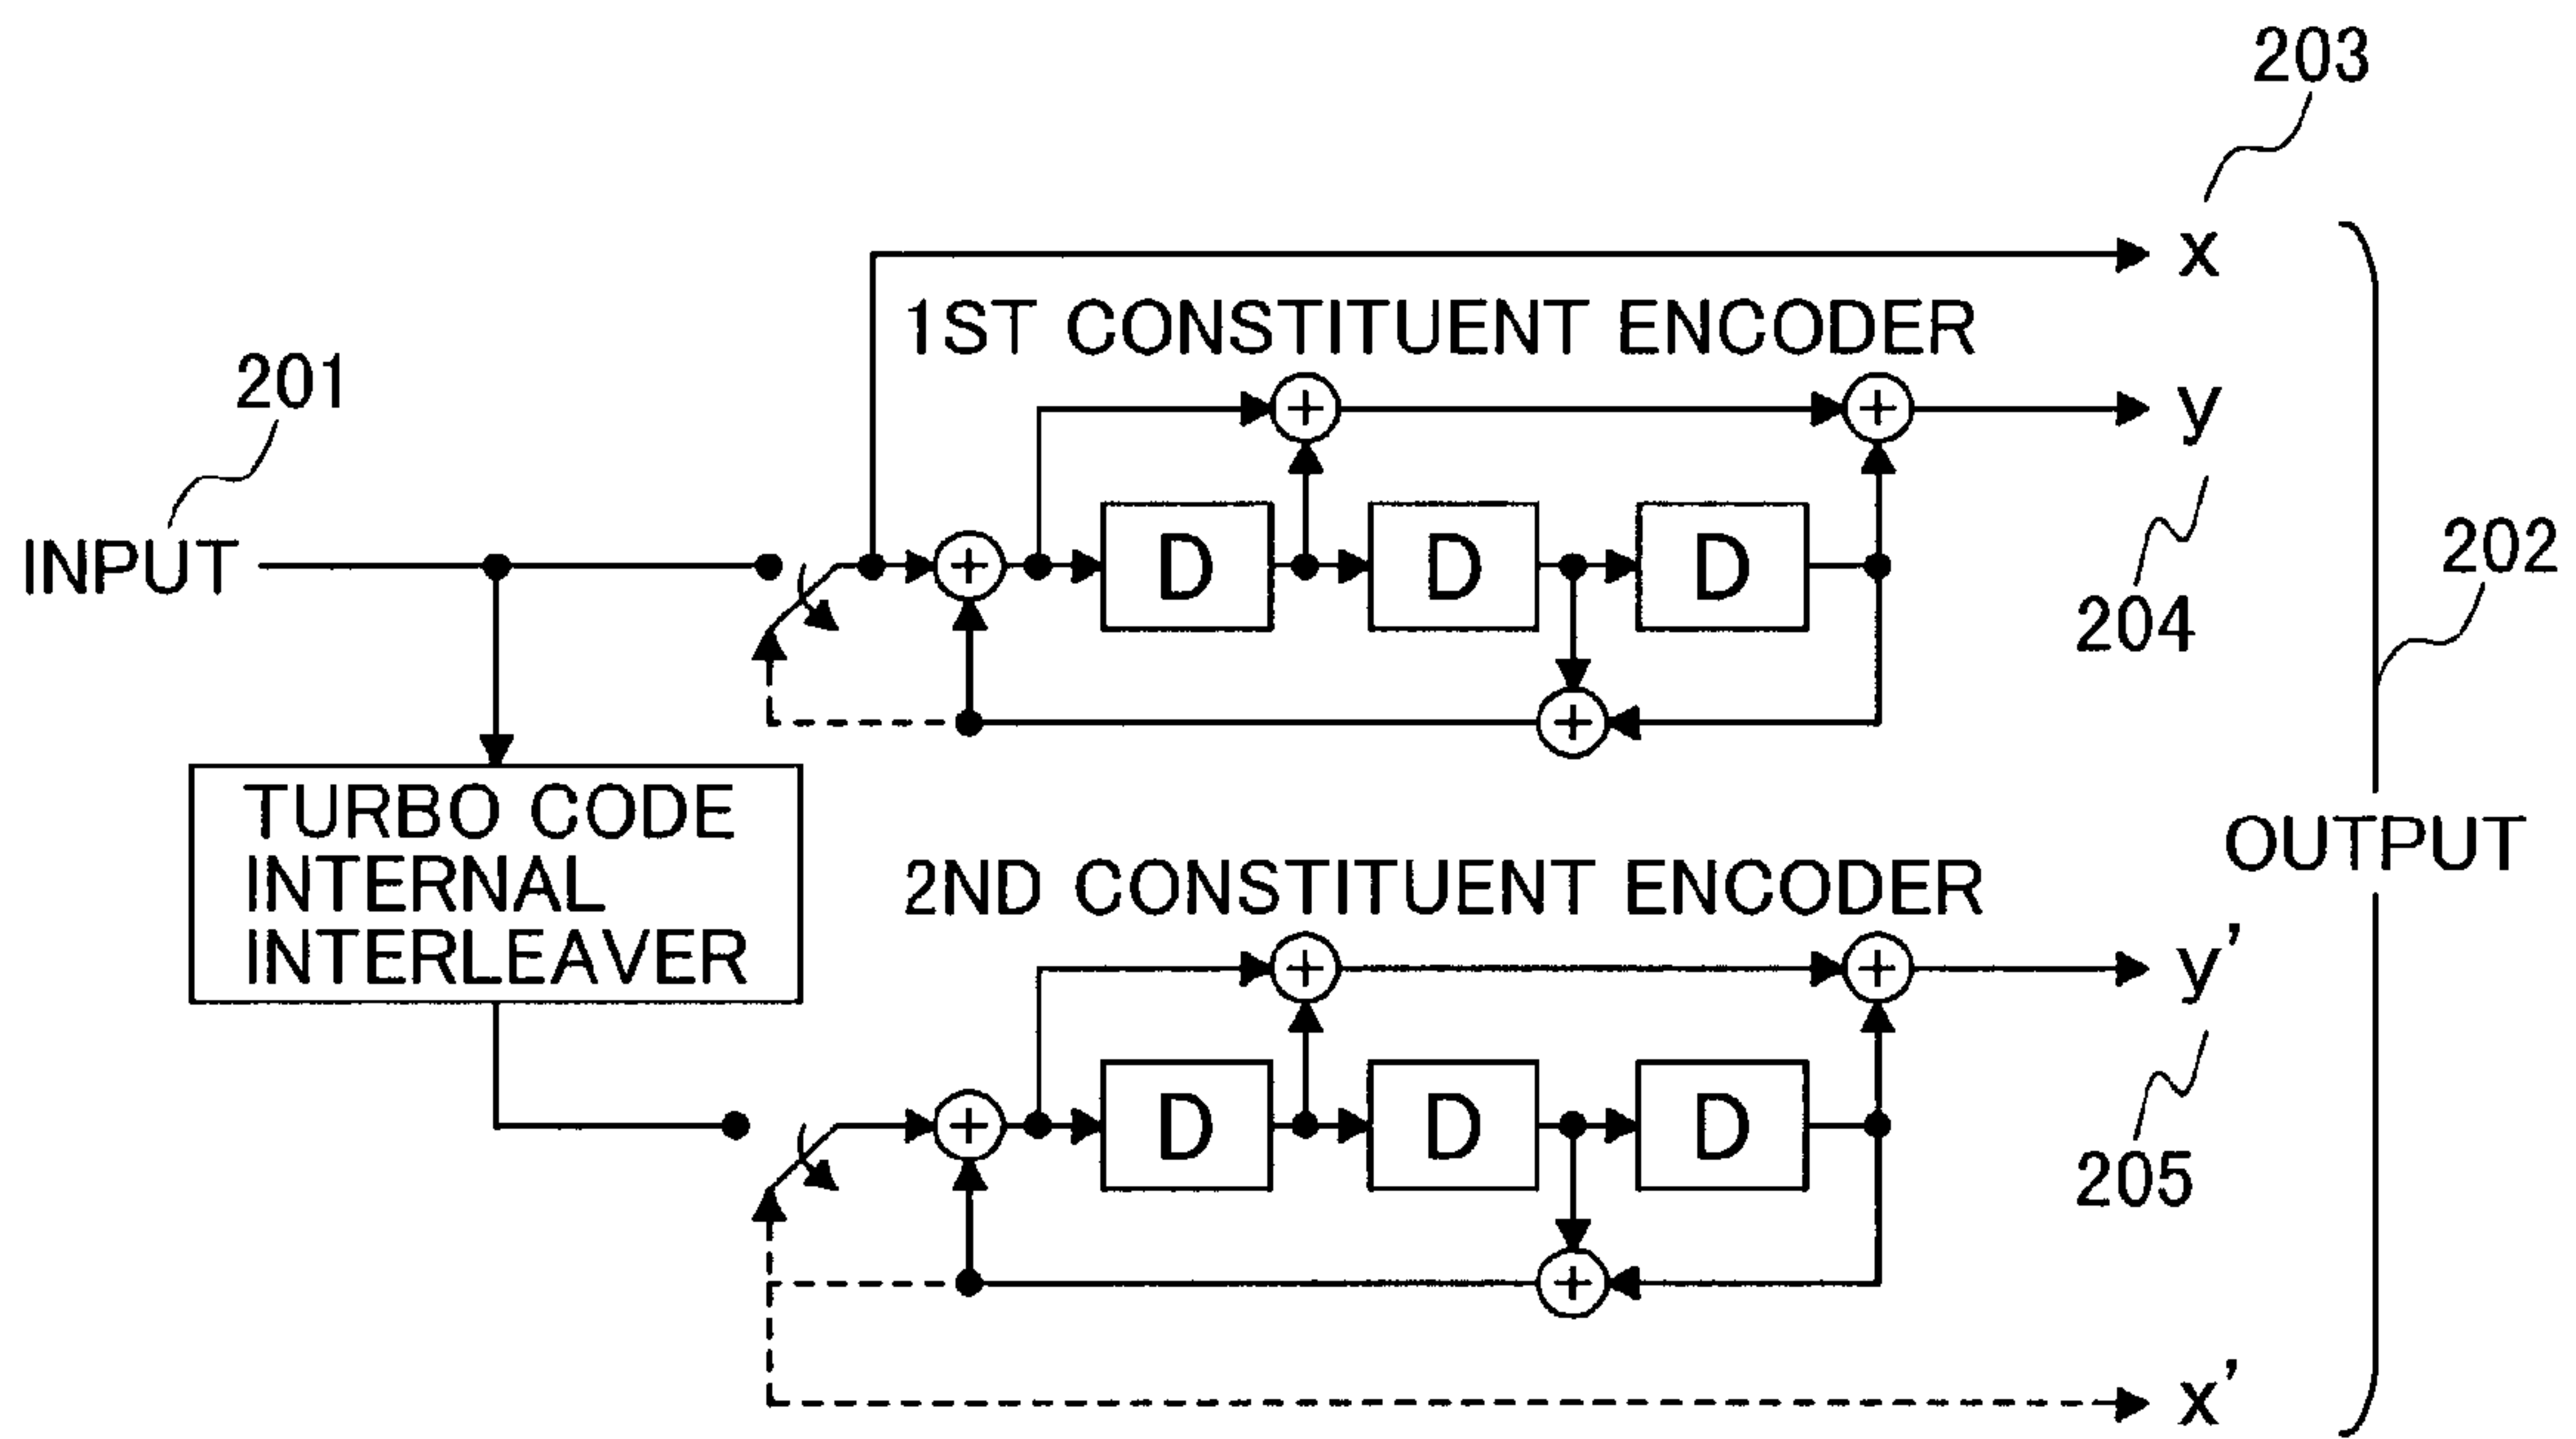 203
x
1ST CONSTITUENT ENCODER
201
y
INPUT
D D D
204
202
TURBO CODE
INTERNAL
INTERLEAVER
OUTPUT
2ND CONSTITUENT ENCODER
y'
D D D
205
x'